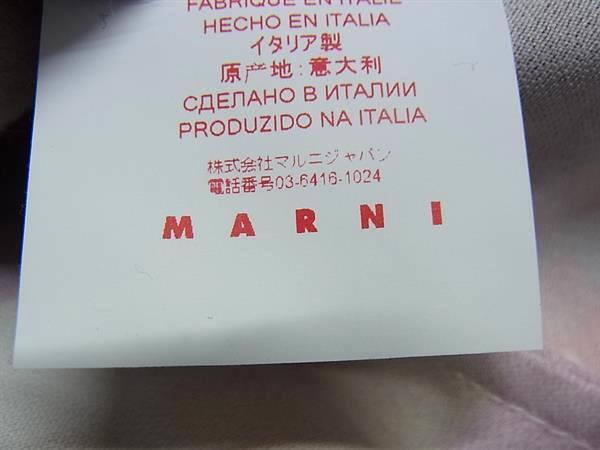 FABRIQUÉ EN ITALIE
HECHO EN ITALIA
イタリア製
原产地:意大利
СДЕЛАНО В ИТАЛИИ
PRODUZIDO NA ITALIA
株式会社マルニジャパン
電話番号03-6416-1024
MARNI